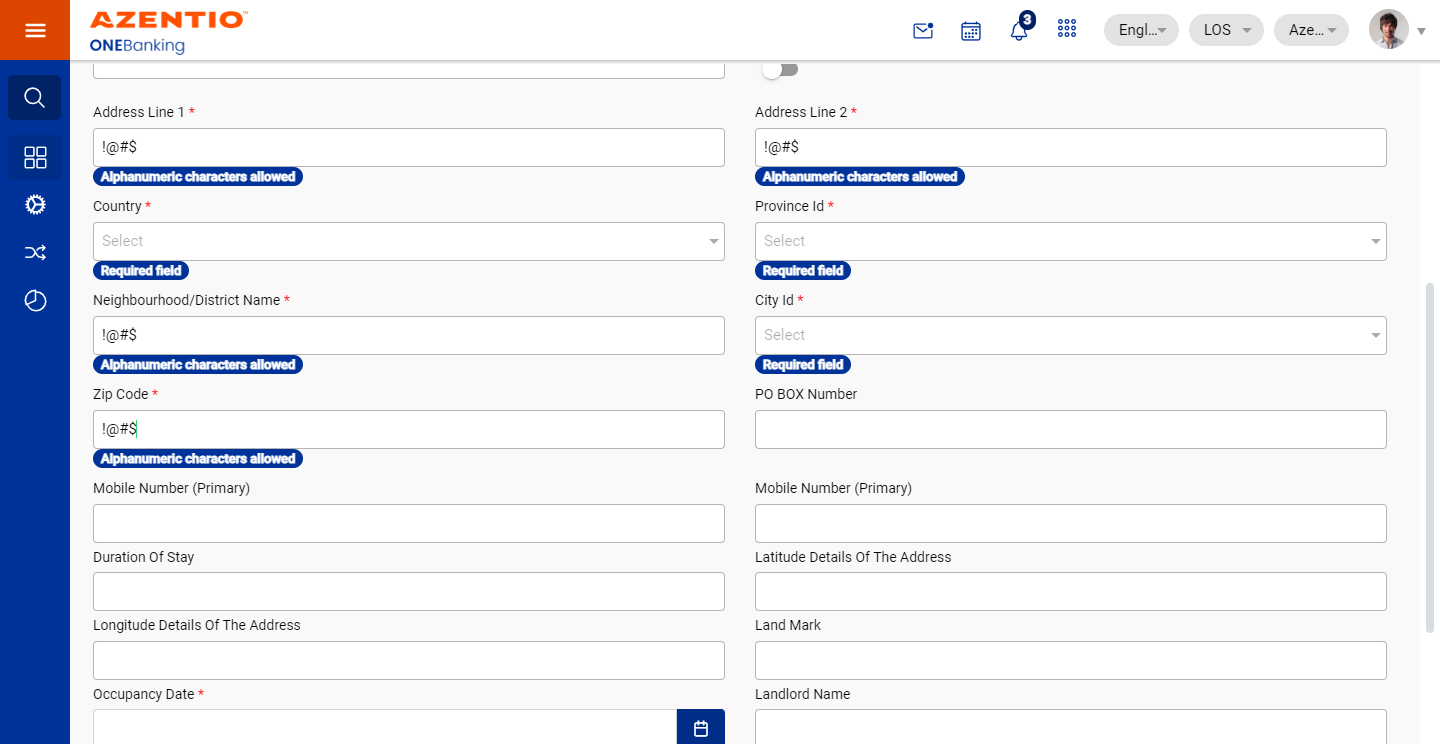 AZENTIO™
ONEBanking
3
Engl...
LOS
Aze...
Address Line 1 *
Address Line 2 *
!@#$
!@#$
Alphanumeric characters allowed
Alphanumeric characters allowed
Country *
Province Id *
Select
Select
Required field
Required field
Neighbourhood/District Name *
City Id *
!@#$
Select
Alphanumeric characters allowed
Required field
Zip Code *
PO BOX Number
!@#$
Alphanumeric characters allowed
Mobile Number (Primary)
Mobile Number (Primary)
Duration Of Stay
Latitude Details Of The Address
Longitude Details Of The Address
Land Mark
Occupancy Date *
Landlord Name